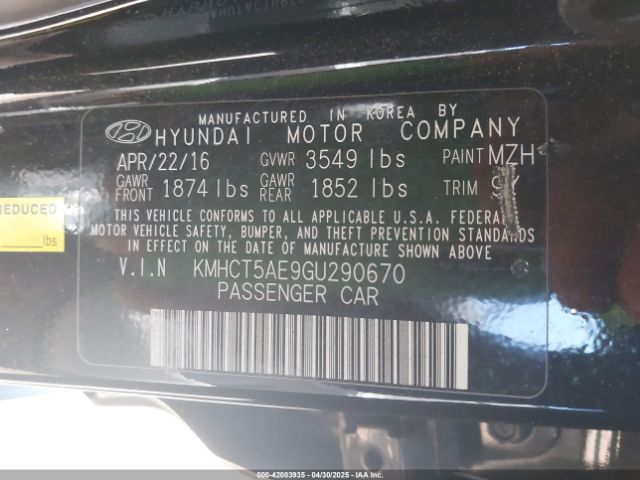 MANUFACTURED IN KOREA BY
HYUNDAI MOTOR COMPANY
APR/22/16 GVWR 3549 lbs PAINT MZH
GAWR FRONT 1874 lbs GAWR REAR 1852 lbs TRIM
THIS VEHICLE CONFORMS TO ALL APPLICABLE U.S.A. FEDERAL
MOTOR VEHICLE SAFETY, BUMPER, AND THEFT PREVENTION STANDARDS
IN EFFECT ON THE DATE OF MANUFACTURE SHOWN ABOVE
V.I.N KMHCT5AE9GU290670
PASSENGER CAR
REDUCED
lbs
000-42083935 - 04/30/2025 - IAAI.COM